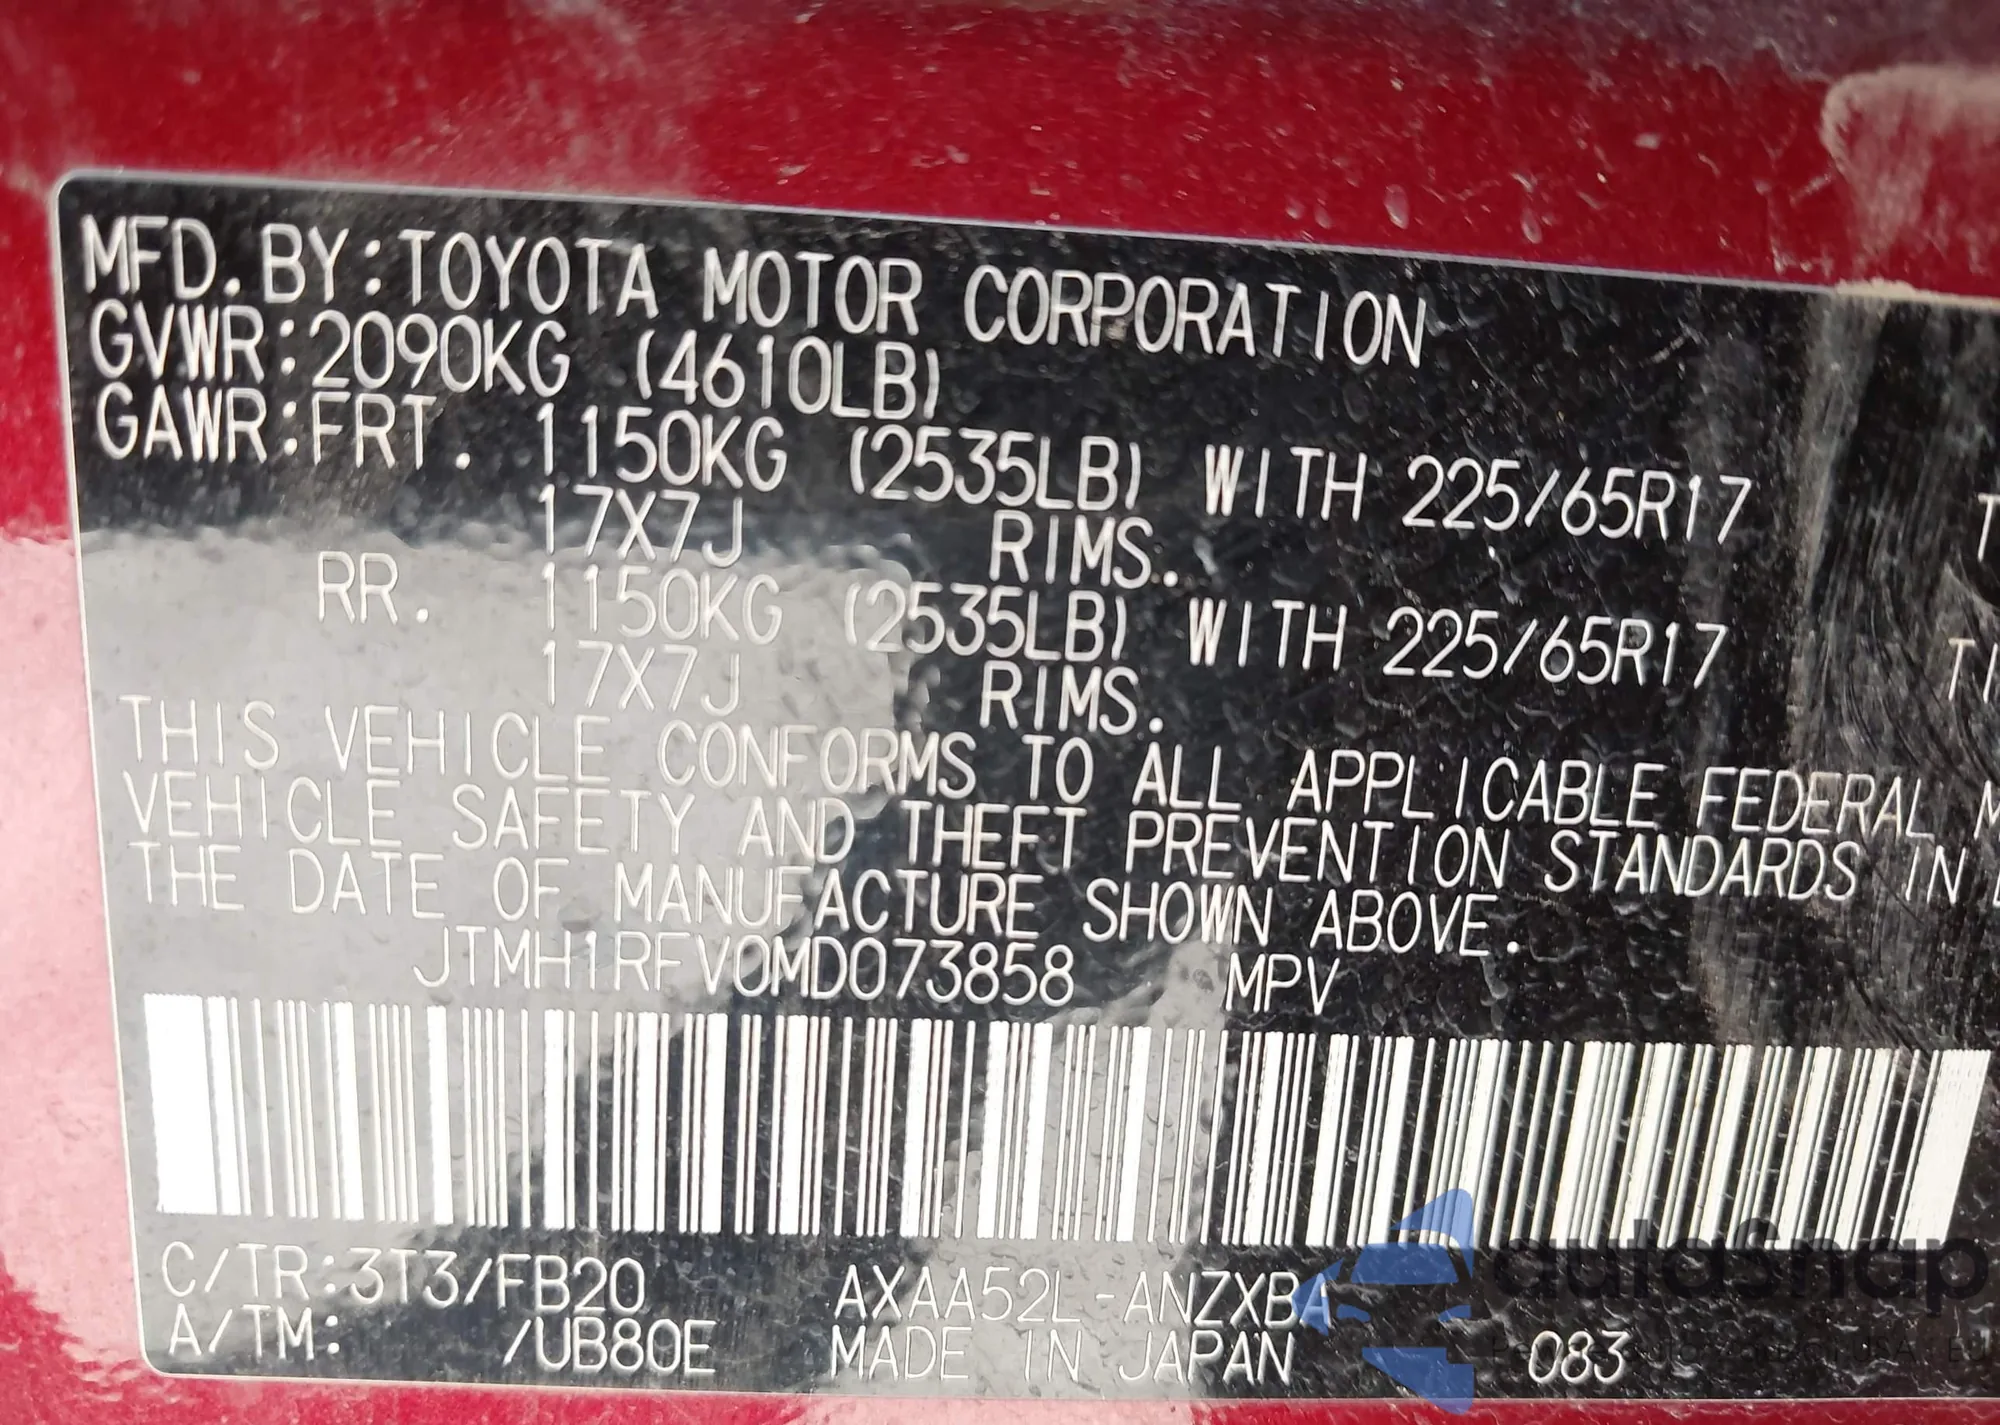 MFD. BY: TOYOTA MOTOR CORPORATION
GVWR: 2090KG (4610LB)
GAWR: FRT. 1150KG (2535LB) WITH 225/65R17 T
17X7J RIMS.
RR. 1150KG (2535LB) WITH 225/65R17 TI
17X7J RIMS.
THIS VEHICLE CONFORMS TO ALL APPLICABLE FEDERAL M
VEHICLE SAFETY AND THEFT PREVENTION STANDARDS IN
THE DATE OF MANUFACTURE SHOWN ABOVE.
JTMH1RFV0MD073858 MPV
C/TR: 3T3/FB20 AXAA52L-ANZXBA
A/TM: /UB80E MADE IN JAPAN 083
autoSnap